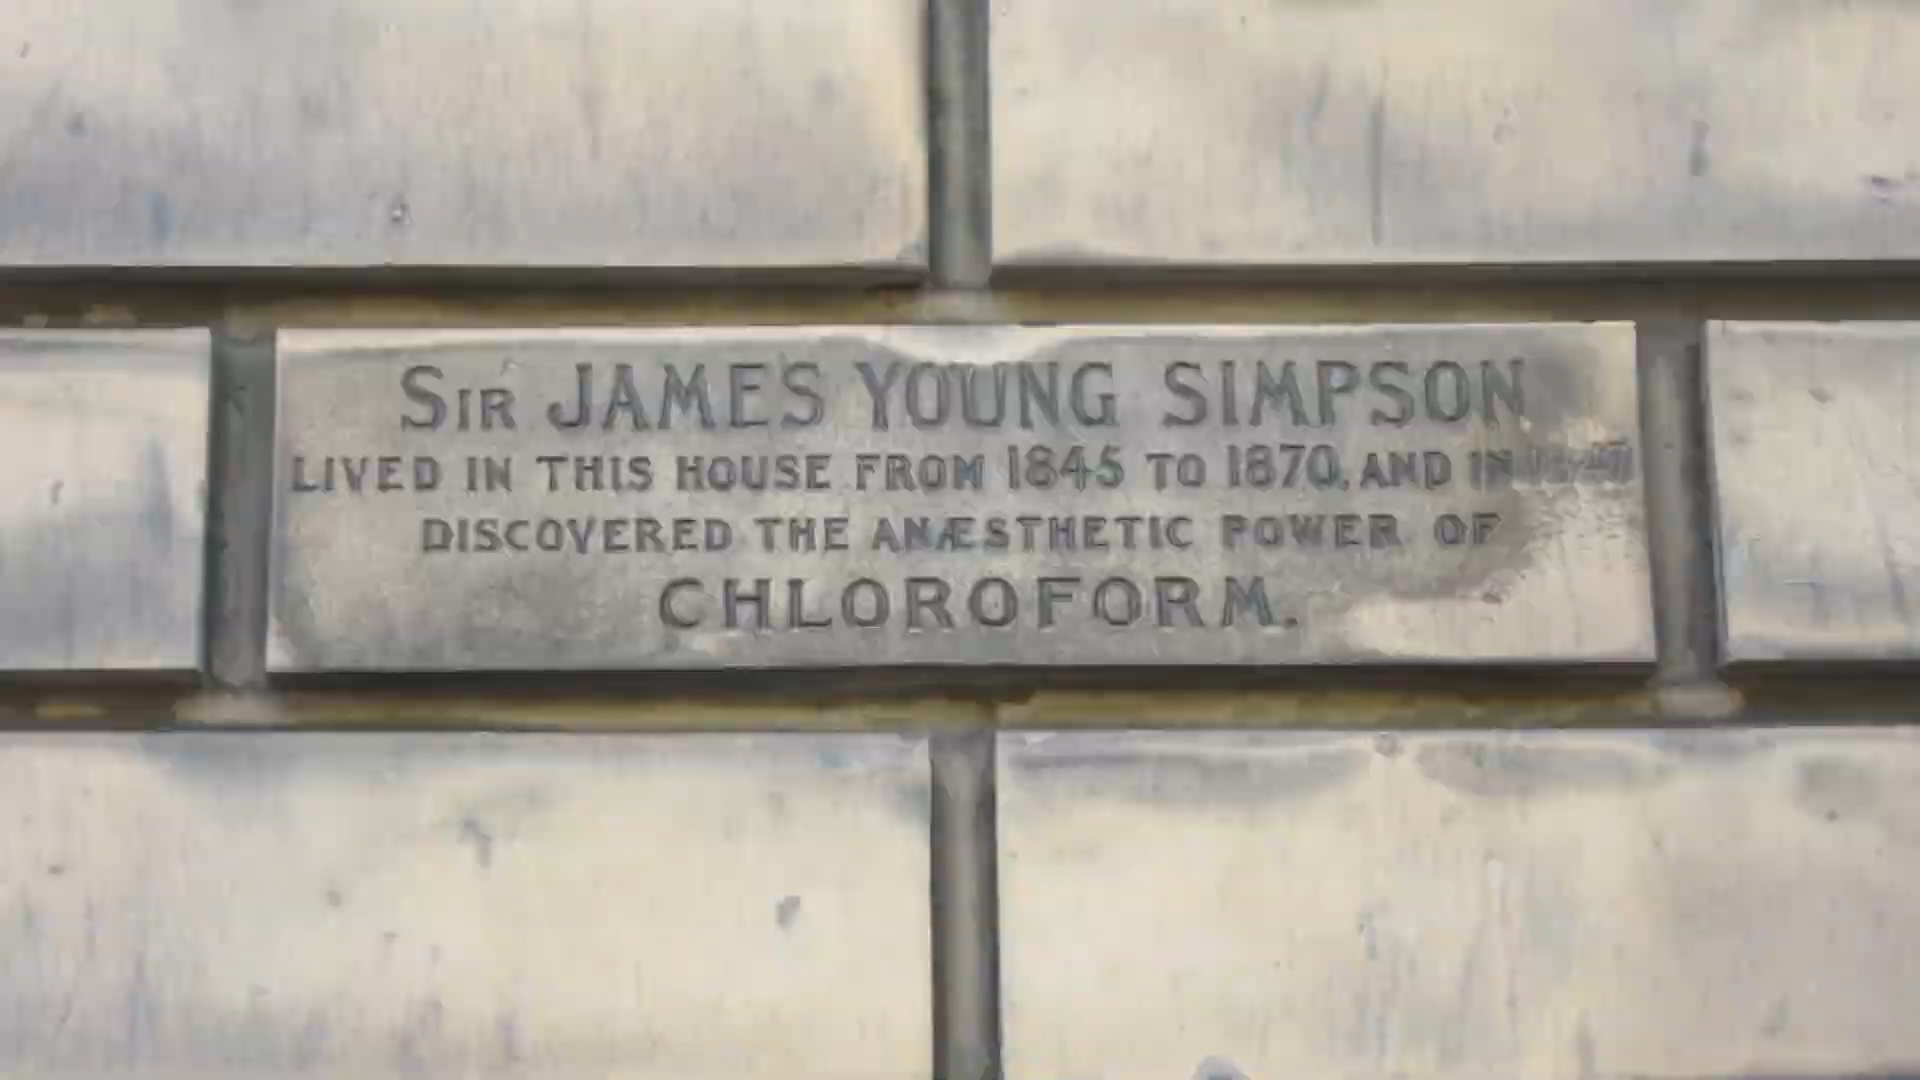 Sir JAMES YOUNG SIMPSON
LIVED IN THIS HOUSE FROM 1845 TO 1870, AND IN
DISCOVERED THE ANÆSTHETIC POWER OF
CHLOROFORM.